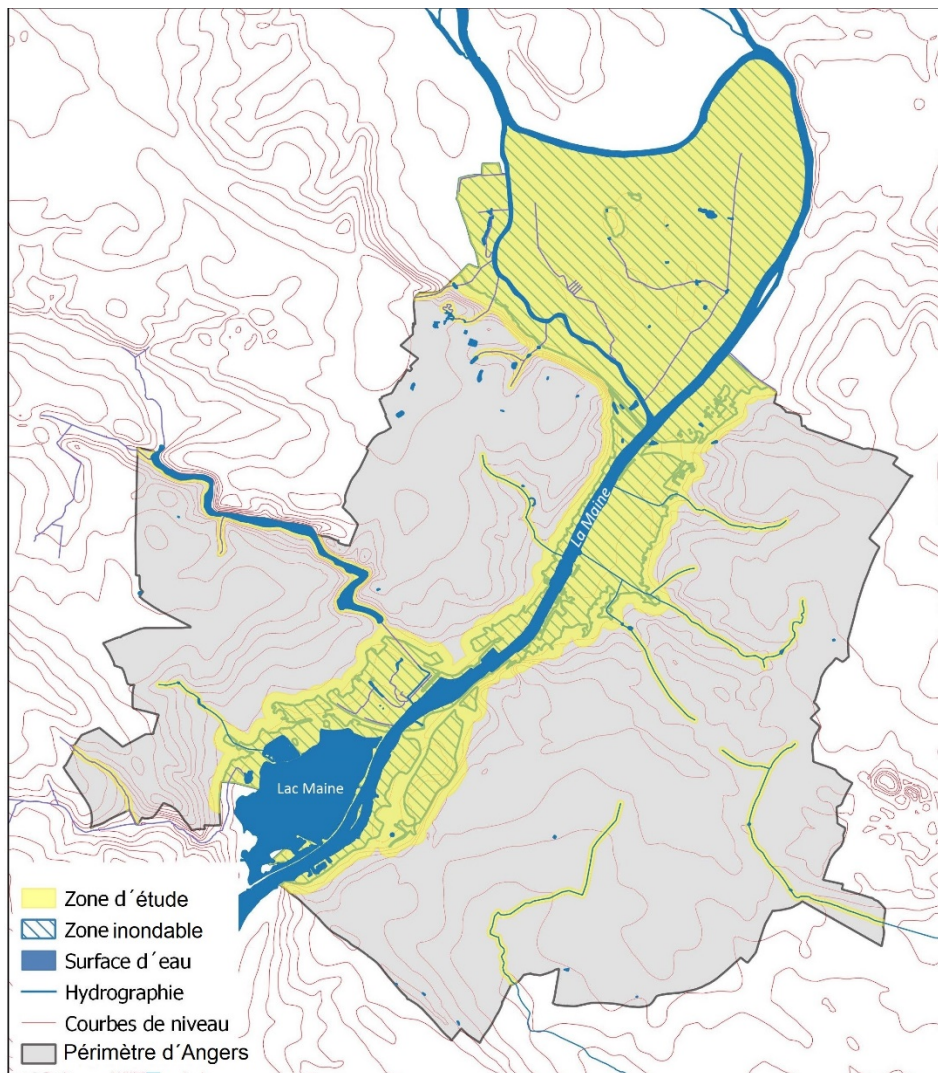 La Maine
Lac Maine
Zone d´étude
Zone inondable
Surface d´eau
Hydrographie
Courbes de niveau
Périmètre d´Angers